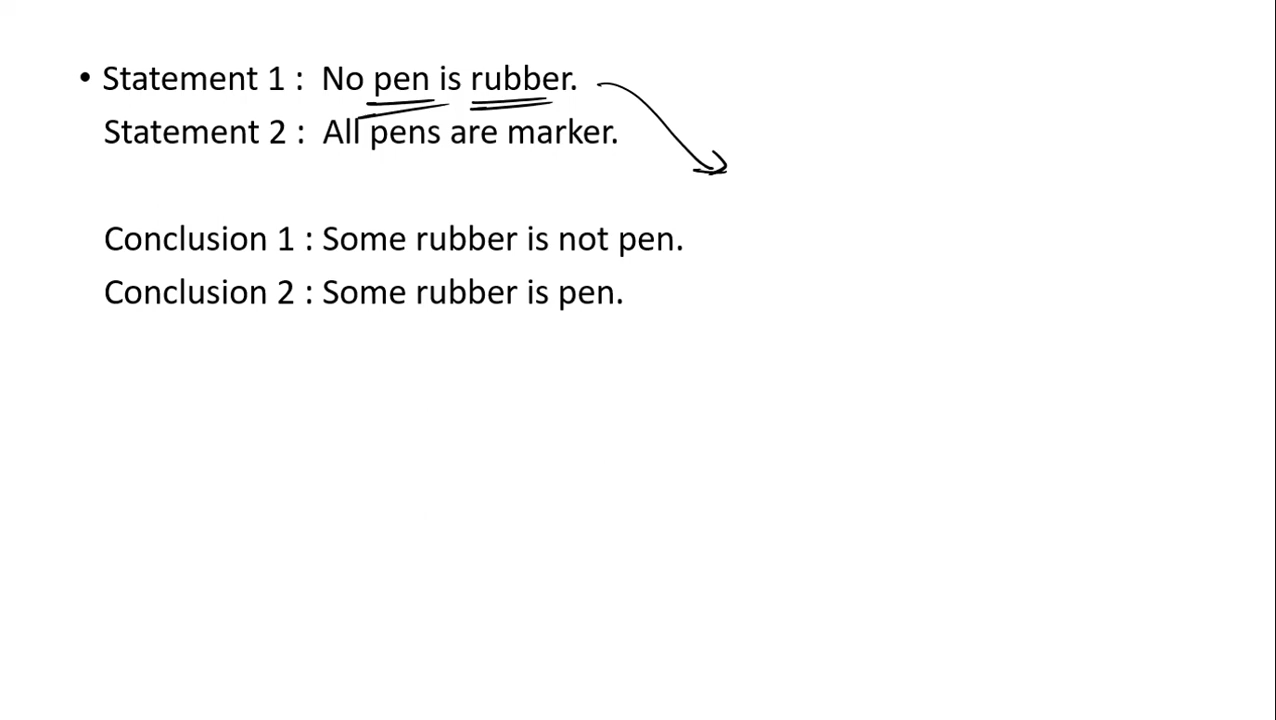 • Statement 1 : No pen is rubber.
Statement 2 : All pens are marker.
Conclusion 1 : Some rubber is not pen.
Conclusion 2 : Some rubber is pen.